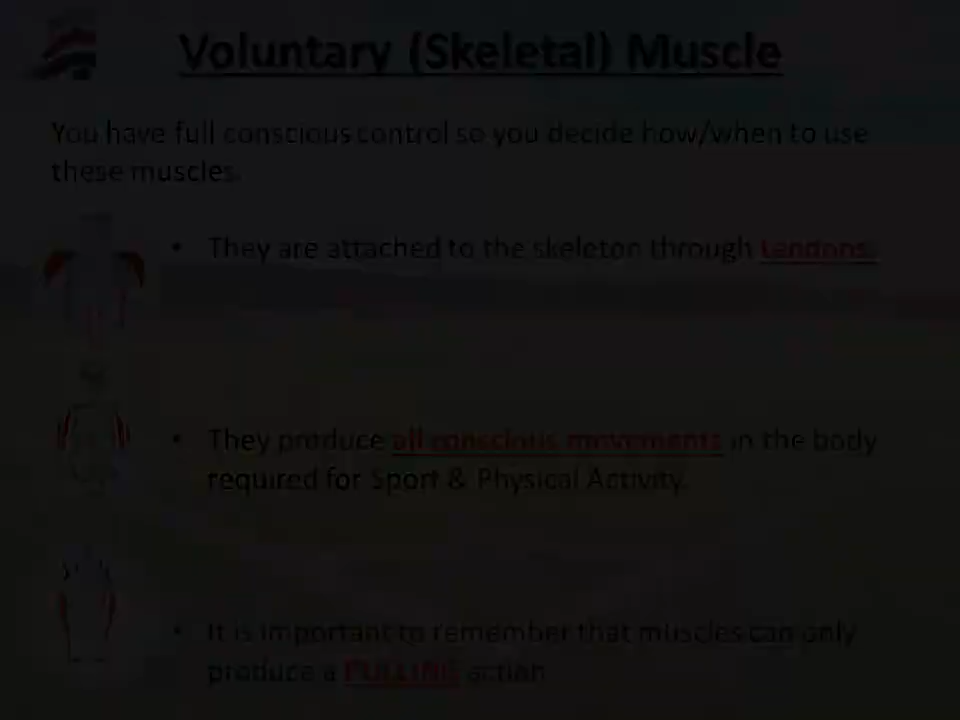 Voluntary (Skeletal) Muscle
You have full conscious control so you decide how/when to use
these muscles.
• They are attached to the skeleton through tendons.
• They produce all conscious movements in the body
required for Sport & Physical Activity.
• It is important to remember that muscles can only
produce a PULLING action